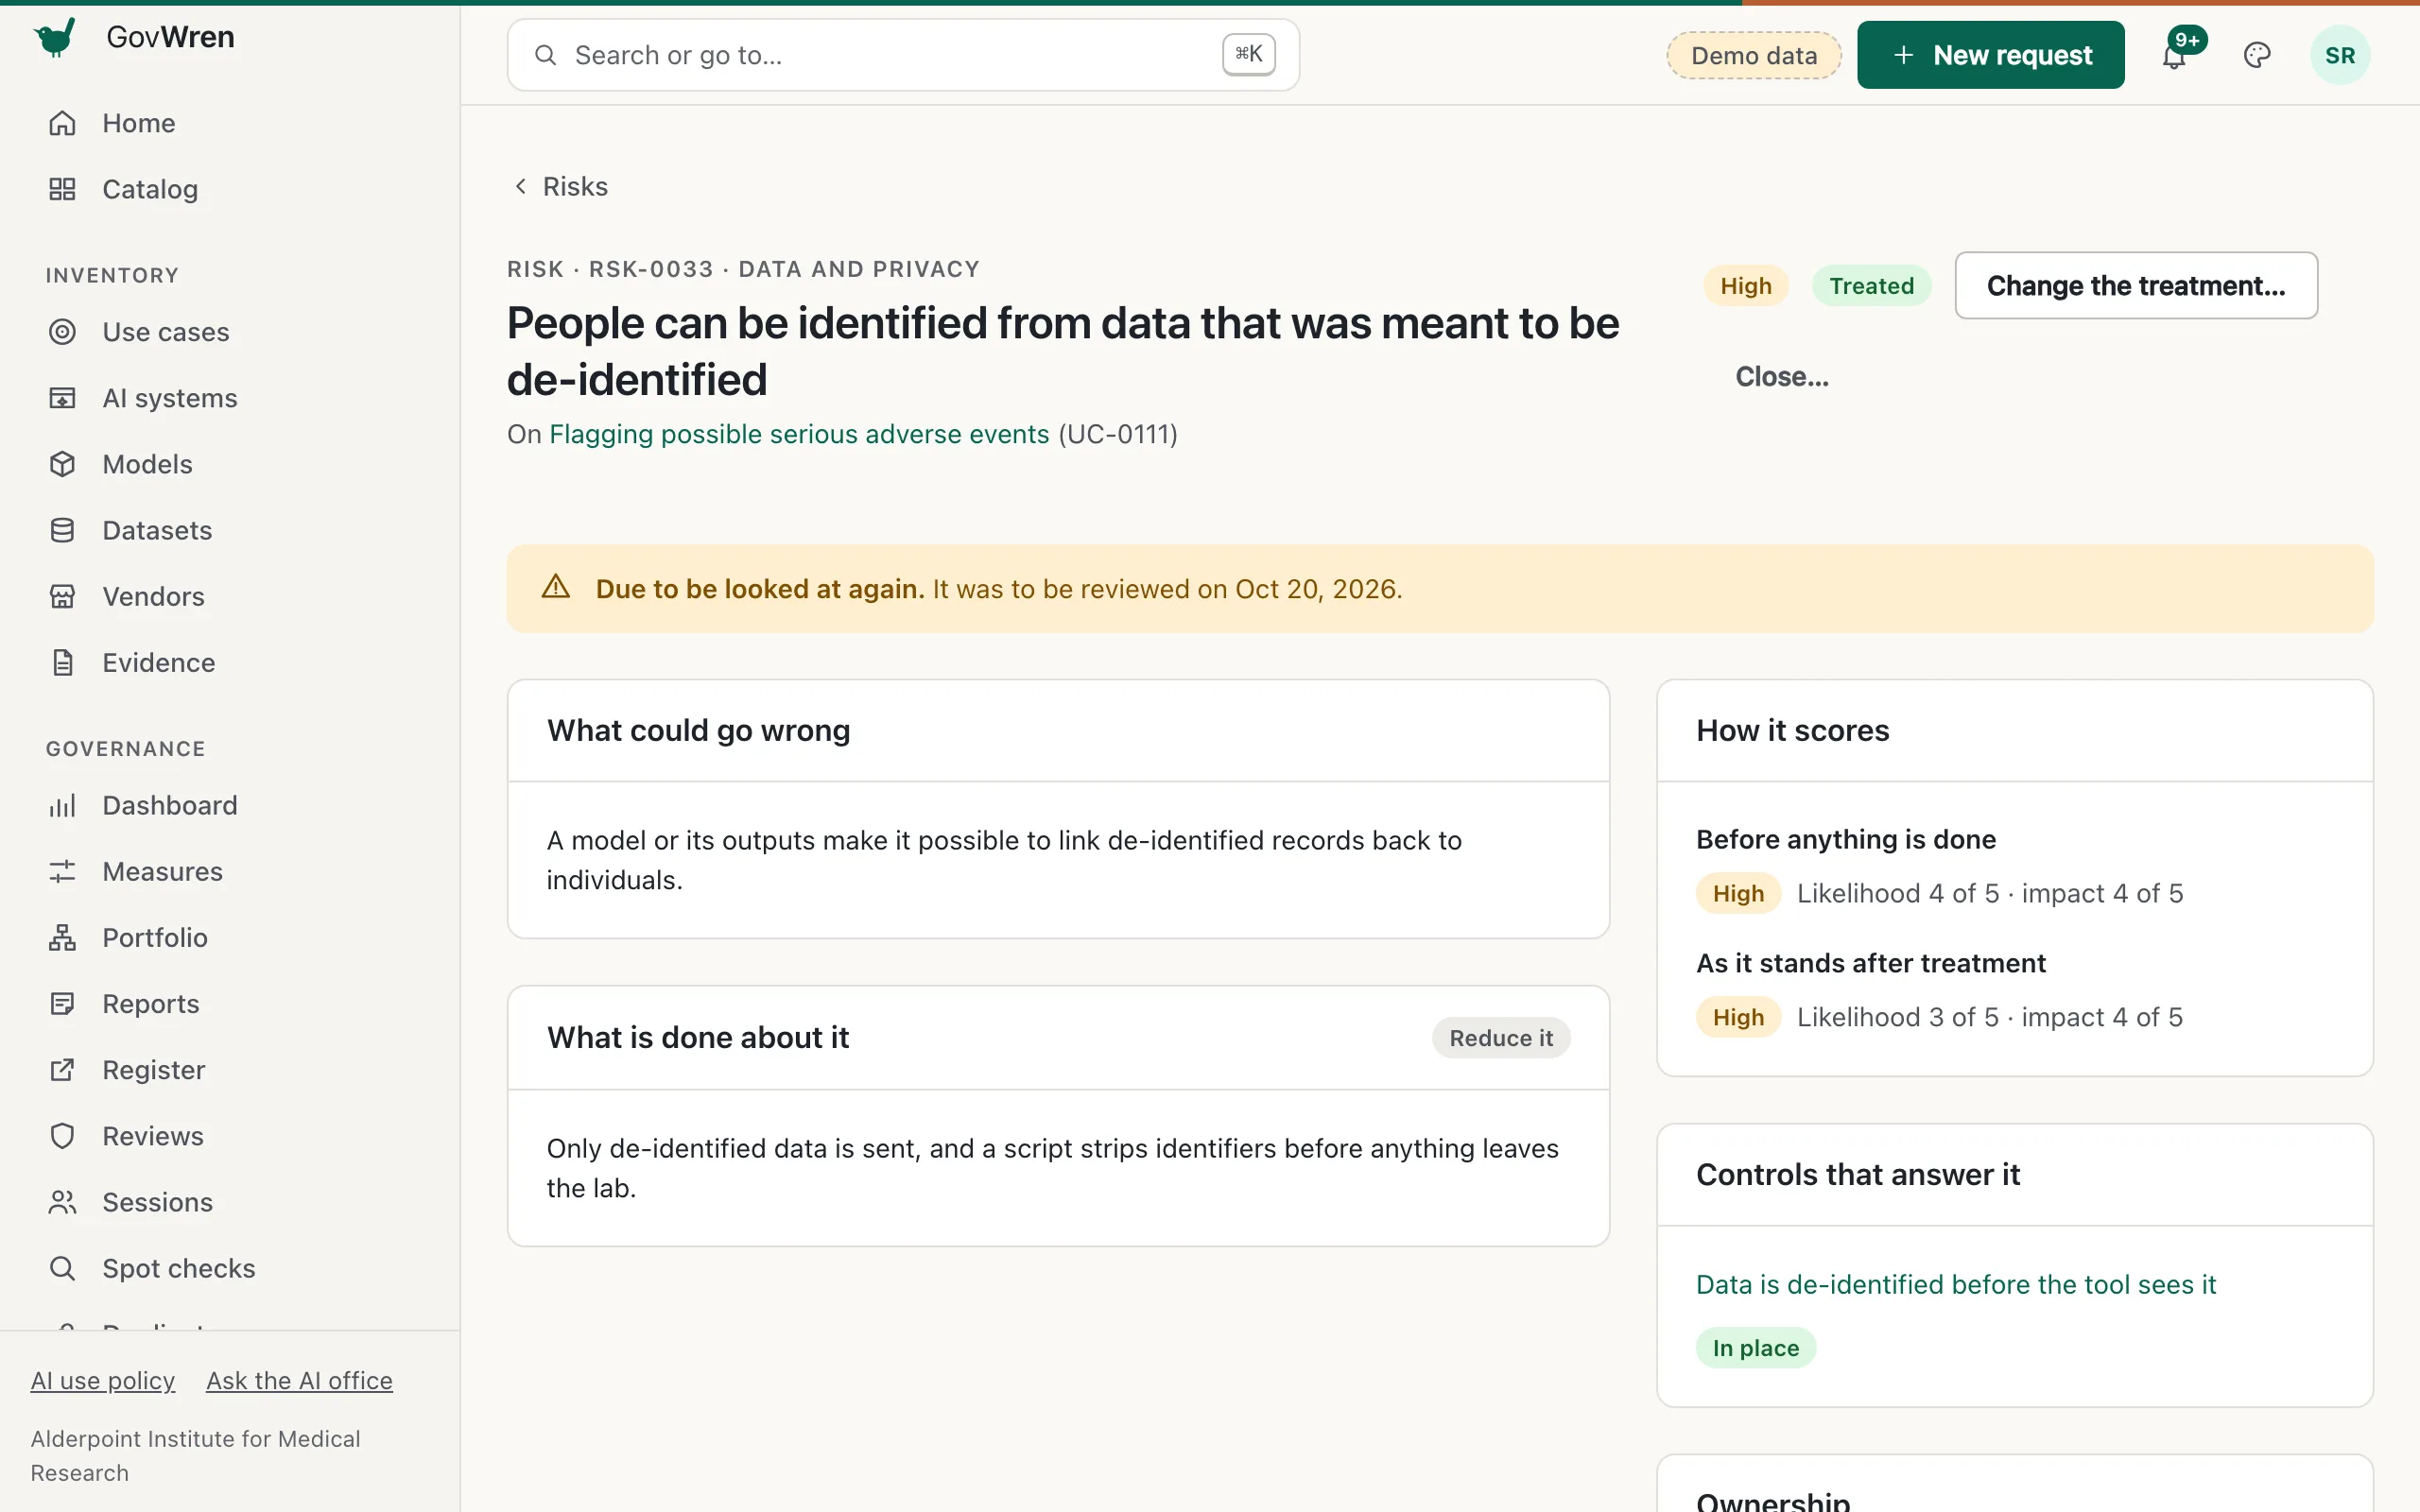 GovWren
Search or go to...
⌘K
Demo data
New request
9+
SR
Home
Catalog
INVENTORY
Use cases
AI systems
Models
Datasets
Vendors
Evidence
GOVERNANCE
Dashboard
Measures
Portfolio
Reports
Register
Reviews
Sessions
Spot checks
AI use policy
Ask the AI office
Alderpoint Institute for Medical
Research
Risks
RISK · RSK-0033 · DATA AND PRIVACY
People can be identified from data that was meant to be
de-identified
On Flagging possible serious adverse events (UC-0111)
High
Treated
Change the treatment...
Close...
Due to be looked at again. It was to be reviewed on Oct 20, 2026.
What could go wrong
A model or its outputs make it possible to link de-identified records back to
individuals.
What is done about it
Reduce it
Only de-identified data is sent, and a script strips identifiers before anything leaves
the lab.
How it scores
Before anything is done
High
Likelihood 4 of 5 · impact 4 of 5
As it stands after treatment
High
Likelihood 3 of 5 · impact 4 of 5
Controls that answer it
Data is de-identified before the tool sees it
In place
Ownership